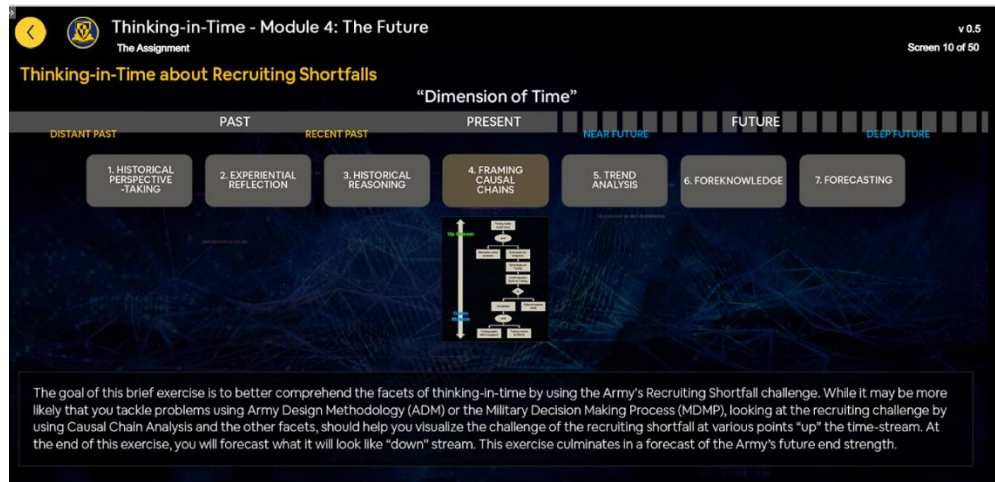 Thinking-in-Time - Module 4: The Future
v 0.5
The Assignment
Screen 10 of 50
Thinking-in-Time about Recruiting Shortfalls
“Dimension of Time”
PAST
PRESENT
FUTURE
DISTANT PAST
RECENT PAST
NEAR FUTURE
DEEP FUTURE
1. HISTORICAL
PERSPECTIVE
-TAKING
2. EXPERIENTIAL
REFLECTION
3. HISTORICAL
REASONING
4. FRAMING
CAUSAL
CHAINS
5. TREND
ANALYSIS
6. FOREKNOWLEDGE
7. FORECASTING
The goal of this brief exercise is to better comprehend the facets of thinking-in-time by using the Army's Recruiting Shortfall challenge. While it may be more
likely that you tackle problems using Army Design Methodology (ADM) or the Military Decision Making Process (MDMP), looking at the recruiting challenge by
using Causal Chain Analysis and the other facets, should help you visualize the challenge of the recruiting shortfall at various points "up" the time-stream. At
the end of this exercise, you will forecast what it will look like "down" stream. This exercise culminates in a forecast of the Army's future end strength.